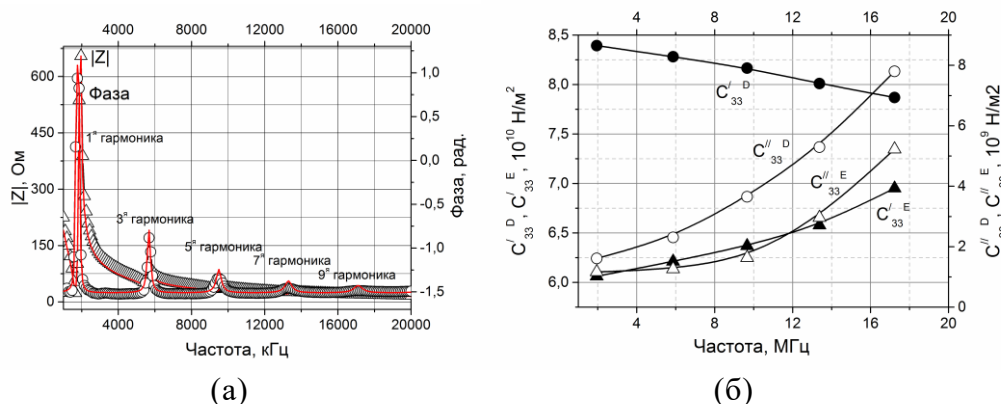 4000 8000 12000 16000 20000
|Z|
Фаза
1ᵃ гармоника
3ᵃ гармоника
5ᵃ гармоника
7ᵃ гармоника
9ᵃ гармоника
600
450
300
150
0
|Z|, Ом
1,0
0,5
0,0
-0,5
-1,0
-1,5
Фаза, рад.
4000 8000 12000 16000 20000
Частота, кГц
(а)
4 8 12 16 20
8,5
8,0
7,5
7,0
6,5
6,0
C′₃₃ᴰ, C′₃₃ᴱ, 10¹⁰ Н/м²
C′₃₃ᴰ
C″₃₃ᴰ
C″₃₃ᴱ
C′₃₃ᴱ
8
7
6
5
4
3
2
1
0
C″₃₃ᴰ, C″₃₃ᴱ, 10⁹ Н/м2
4 8 12 16 20
Частота, МГц
(б)